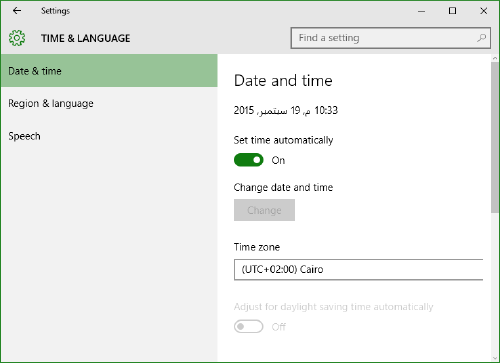 Settings
TIME & LANGUAGE
Find a setting
Date & time
Region & language
Speech
Date and time
10:33 م, 19 سبتمبر, 2015
Set time automatically
On
Change date and time
Change
Time zone
(UTC+02:00) Cairo
Adjust for daylight saving time automatically
Off